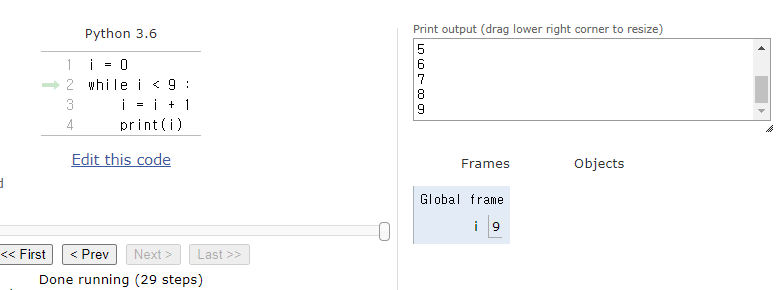 Python 3.6
1 i = 0
2 while i < 9 :
3 i = i + 1
4 print(i)
Edit this code
d
<< First
< Prev
Next >
Last >>
Done running (29 steps)
Print output (drag lower right corner to resize)
5
6
7
8
9
Frames
Objects
Global frame
i 9